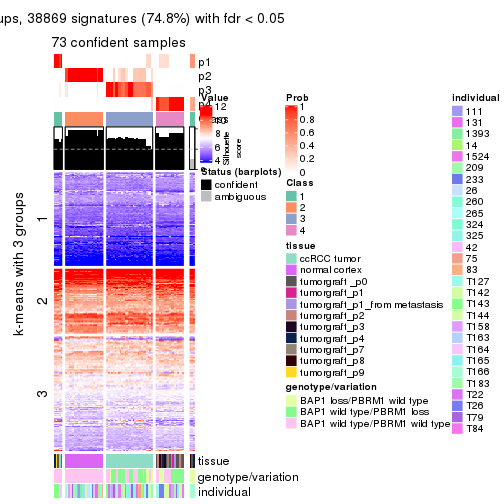 ups, 38869 signatures (74.8%) with fdr < 0.05
73 confident samples
p1
p2
p3
p4
Value
12
10
8
6
4
Silhouette
score
Status (barplots)
confident
ambiguous
Prob
1
0.8
0.6
0.4
0.2
0
Class
1
2
3
4
tissue
ccRCC tumor
normal cortex
tumorgraft _p0
tumorgraft_p1
tumorgraft_p1_from metastasis
tumorgraft_p2
tumorgraft_p3
tumorgraft_p4
tumorgraft_p7
tumorgraft_p8
tumorgraft_p9
genotype/variation
BAP1 loss/PBRM1 wild type
BAP1 wild type/PBRM1 loss
BAP1 wild type/PBRM1 wild type
individual
111
131
1393
14
1524
209
233
26
260
265
324
325
42
75
83
T127
T142
T143
T144
T158
T163
T164
T165
T166
T183
T22
T26
T79
T84
k-means with 3 groups
1
2
3
tissue
genotype/variation
individual